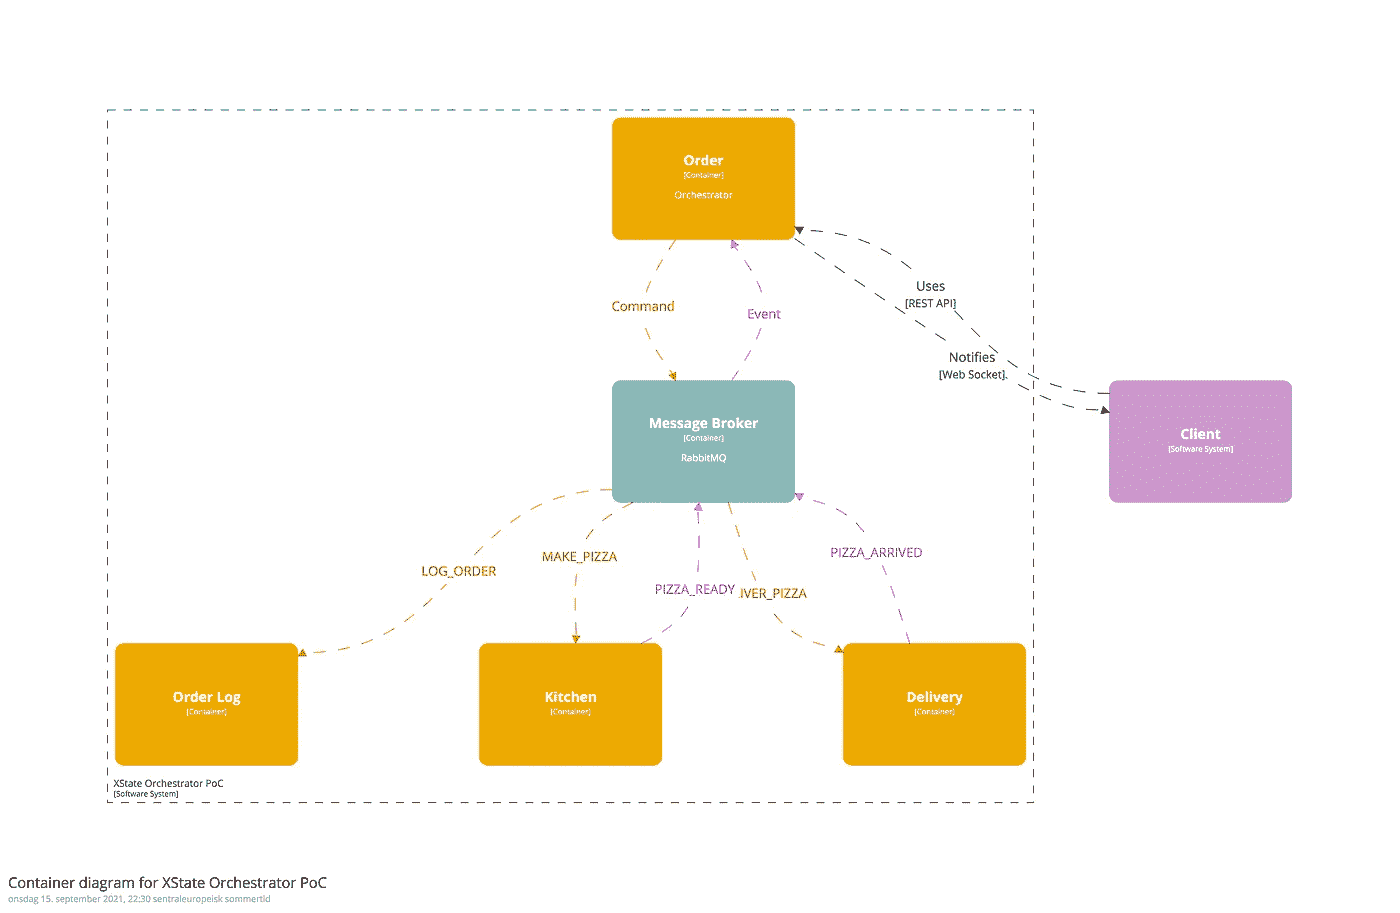 Order
[Container]
Orchestrator
Command
Event
Uses
[REST API]
Notifies
[Web Socket]
Message Broker
[Container]
RabbitMQ
Client
[Software System]
LOG_ORDER
MAKE_PIZZA
PIZZA_READY
IVER_PIZZA
PIZZA_ARRIVED
Order Log
[Container]
Kitchen
[Container]
Delivery
[Container]
XState Orchestrator PoC
[Software System]
Container diagram for XState Orchestrator PoC
onsdag 15. september 2021, 22:30 sentraleuropeisk sommertid